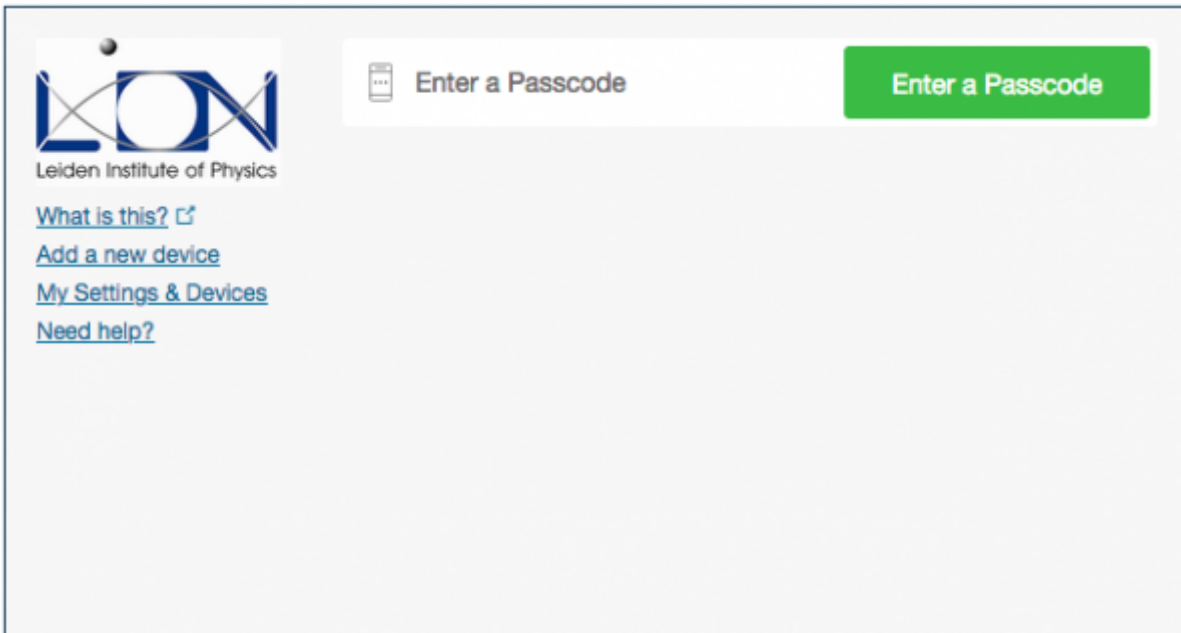 LION
Leiden Institute of Physics
What is this?
Add a new device
My Settings & Devices
Need help?
Enter a Passcode
Enter a Passcode